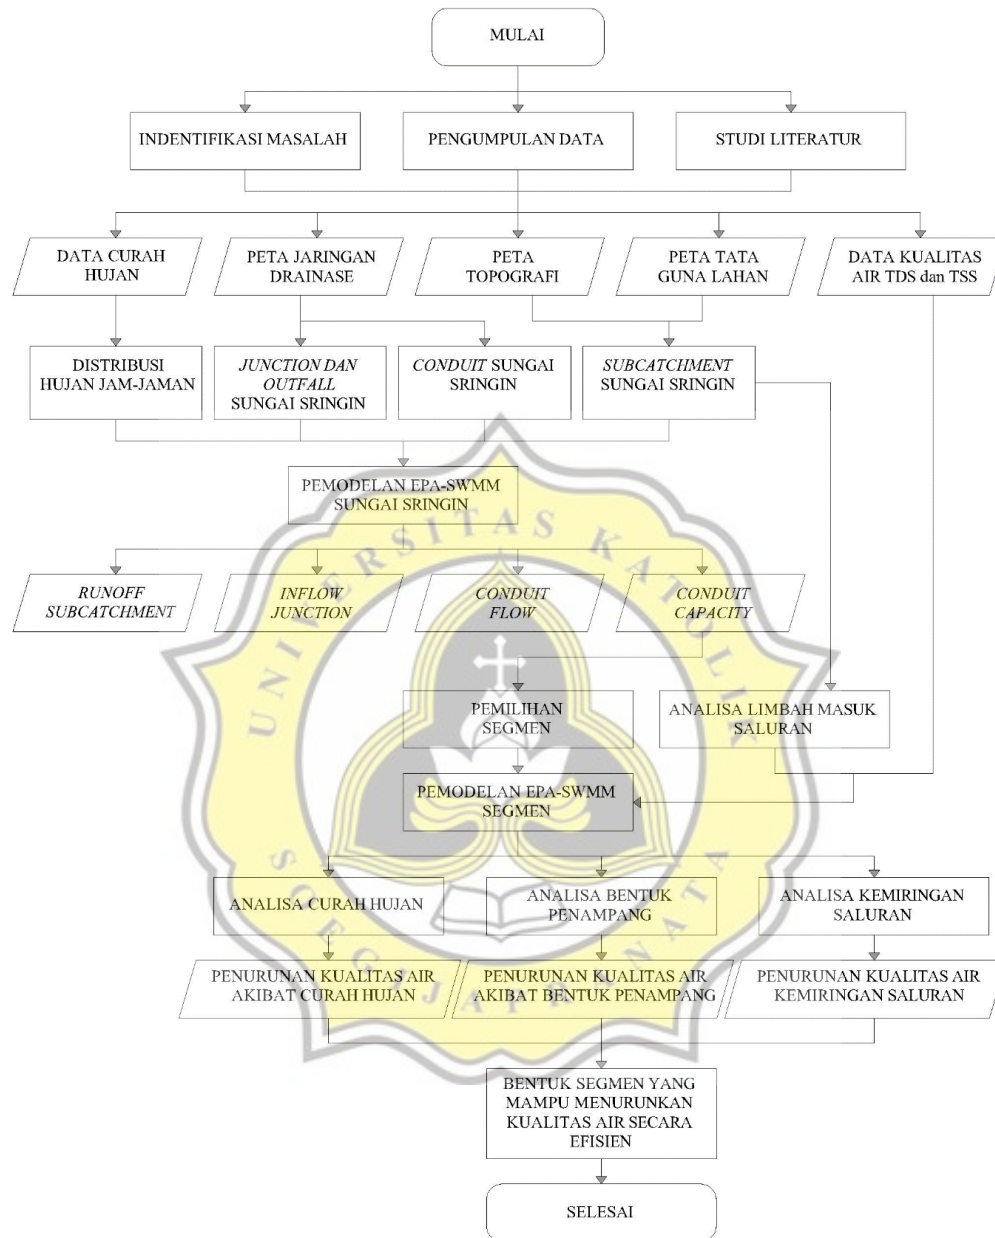 MULAI
INDENTIFIKASI MASALAH
PENGUMPULAN DATA
STUDI LITERATUR
DATA CURAH
HUJAN
PETA JARINGAN
DRAINASE
PETA
TOPOGRAFI
PETA TATA
GUNA LAHAN
DATA KUALITAS
AIR TDS dan TSS
DISTRIBUSI
HUJAN JAM-JAMAN
JUNCTION DAN
OUTFALL
SUNGAI SRINGIN
CONDUIT SUNGAI
SRINGIN
SUBCATCHMENT
SUNGAI SRINGIN
PEMODELAN EPA-SWMM
SUNGAI SRINGIN
RUNOFF
SUBCATCHMENT
INFLOW
JUNCTION
CONDUIT
FLOW
CONDUIT
CAPACITY
PEMILIHAN
SEGMEN
ANALISA LIMBAH MASUK
SALURAN
PEMODELAN EPA-SWMM
SEGMEN
ANALISA CURAH HUJAN
ANALISA BENTUK
PENAMPANG
ANALISA KEMIRINGAN
SALURAN
PENURUNAN KUALITAS AIR
AKIBAT CURAH HUJAN
PENURUNAN KUALITAS AIR
AKIBAT BENTUK PENAMPANG
PENURUNAN KUALITAS AIR
KEMIRINGAN SALURAN
BENTUK SEGMEN YANG
MAMPU MENURUNKAN
KUALITAS AIR SECARA
EFISIEN
SELESAI
UNIVERSITAS KATOLIK
SOEGIJAPRANATA